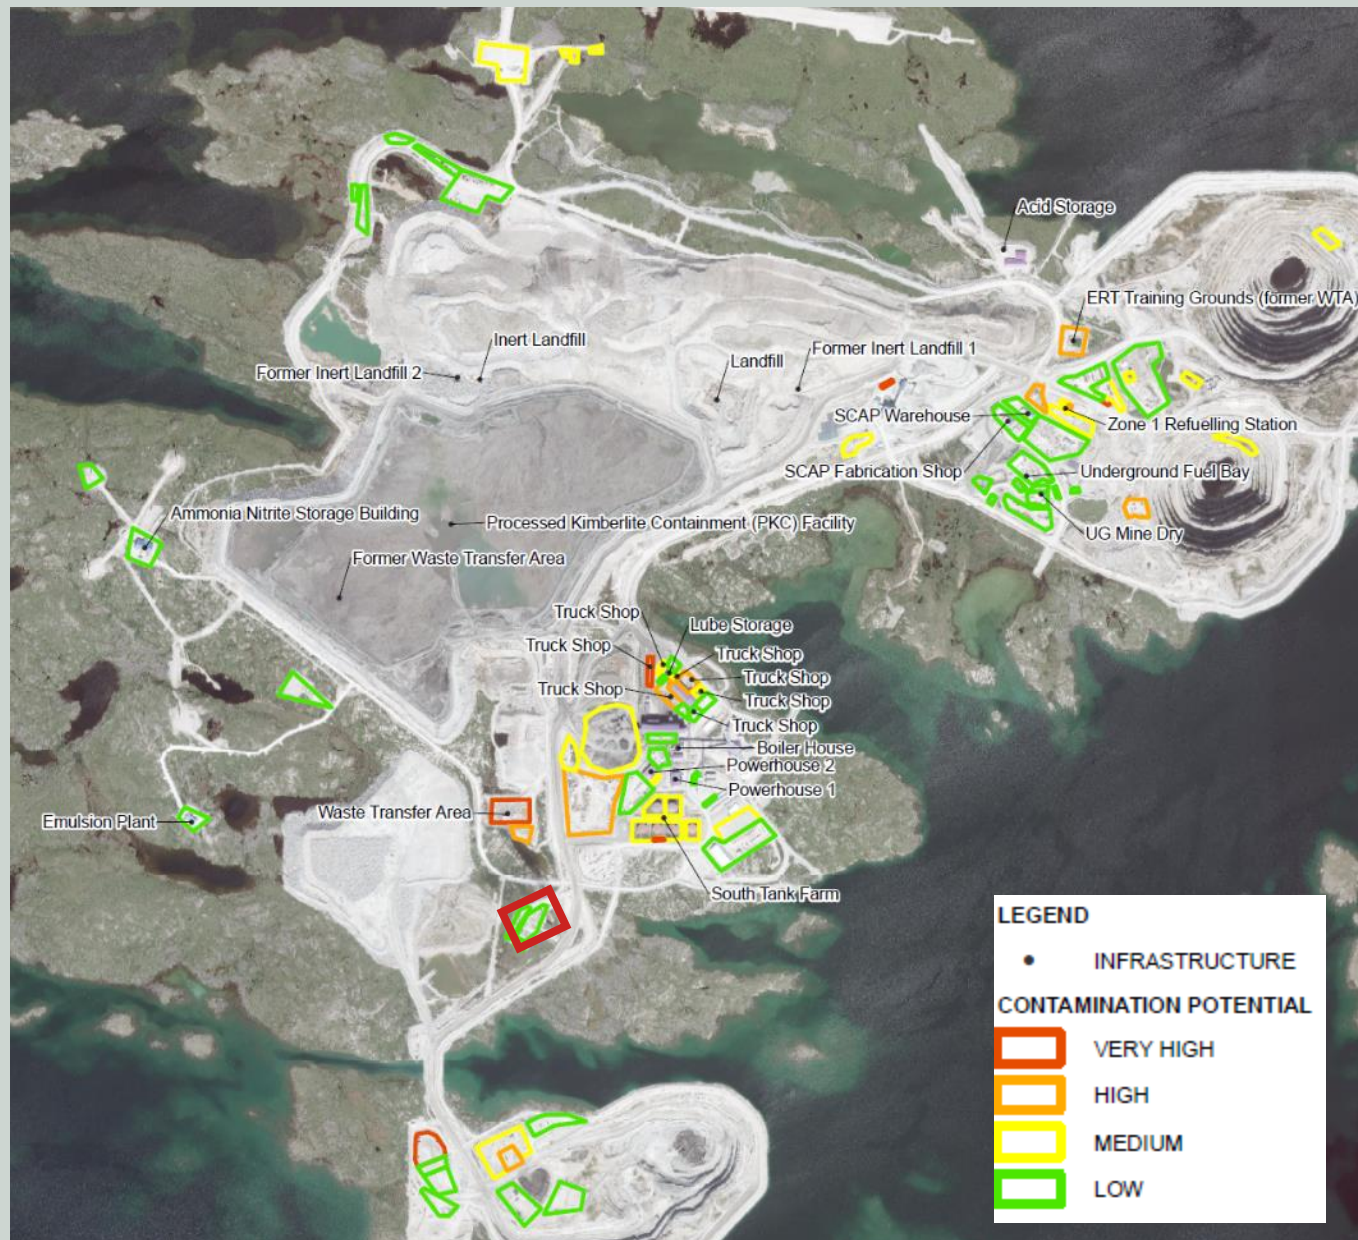 Acid Storage
ERT Training Grounds (former WTA)
Inert Landfill
Former Inert Landfill 1
Former Inert Landfill 2
Landfill
SCAP Warehouse
Zone 1 Refuelling Station
SCAP Fabrication Shop
Underground Fuel Bay
Ammonia Nitrite Storage Building
Processed Kimberlite Containment (PKC) Facility
UG Mine Dry
Former Waste Transfer Area
Truck Shop
Lube Storage
Truck Shop
Truck Shop
Truck Shop
Truck Shop
Truck Shop
Truck Shop
Boiler House
Powerhouse 2
Powerhouse 1
Waste Transfer Area
Emulsion Plant
South Tank Farm
LEGEND
INFRASTRUCTURE
CONTAMINATION POTENTIAL
VERY HIGH
HIGH
MEDIUM
LOW